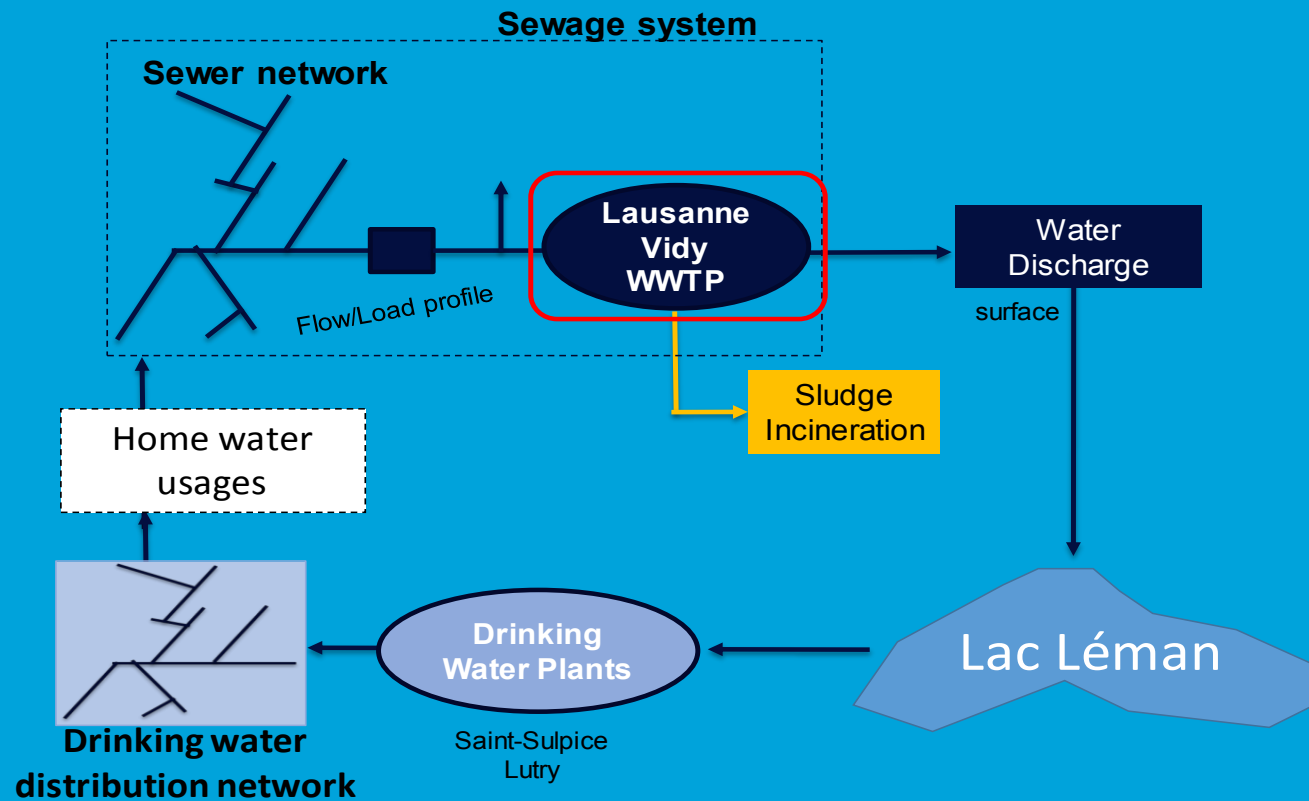 Sewage system
Sewer network
Lausanne
Vidy
WWTP
Flow/Load profile
Water
Discharge
surface
Sludge
Incineration
Home water
usages
Drinking
Water Plants
Lac Léman
Saint-Sulpice
Lutry
Drinking water
distribution network